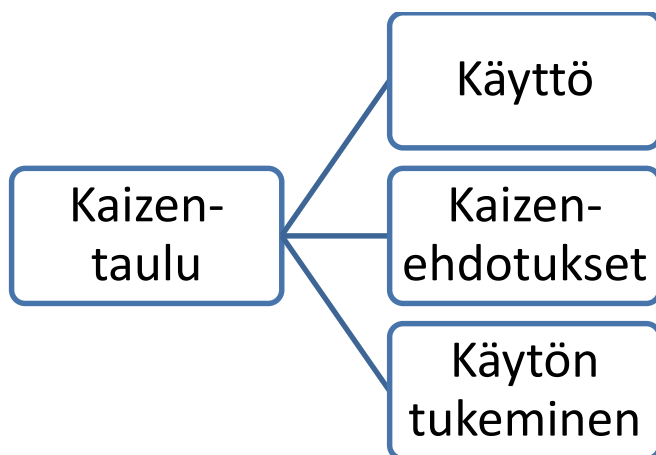 Kaizen-
taulu
Käyttö
Kaizen-
ehdotukset
Käytön
tukeminen